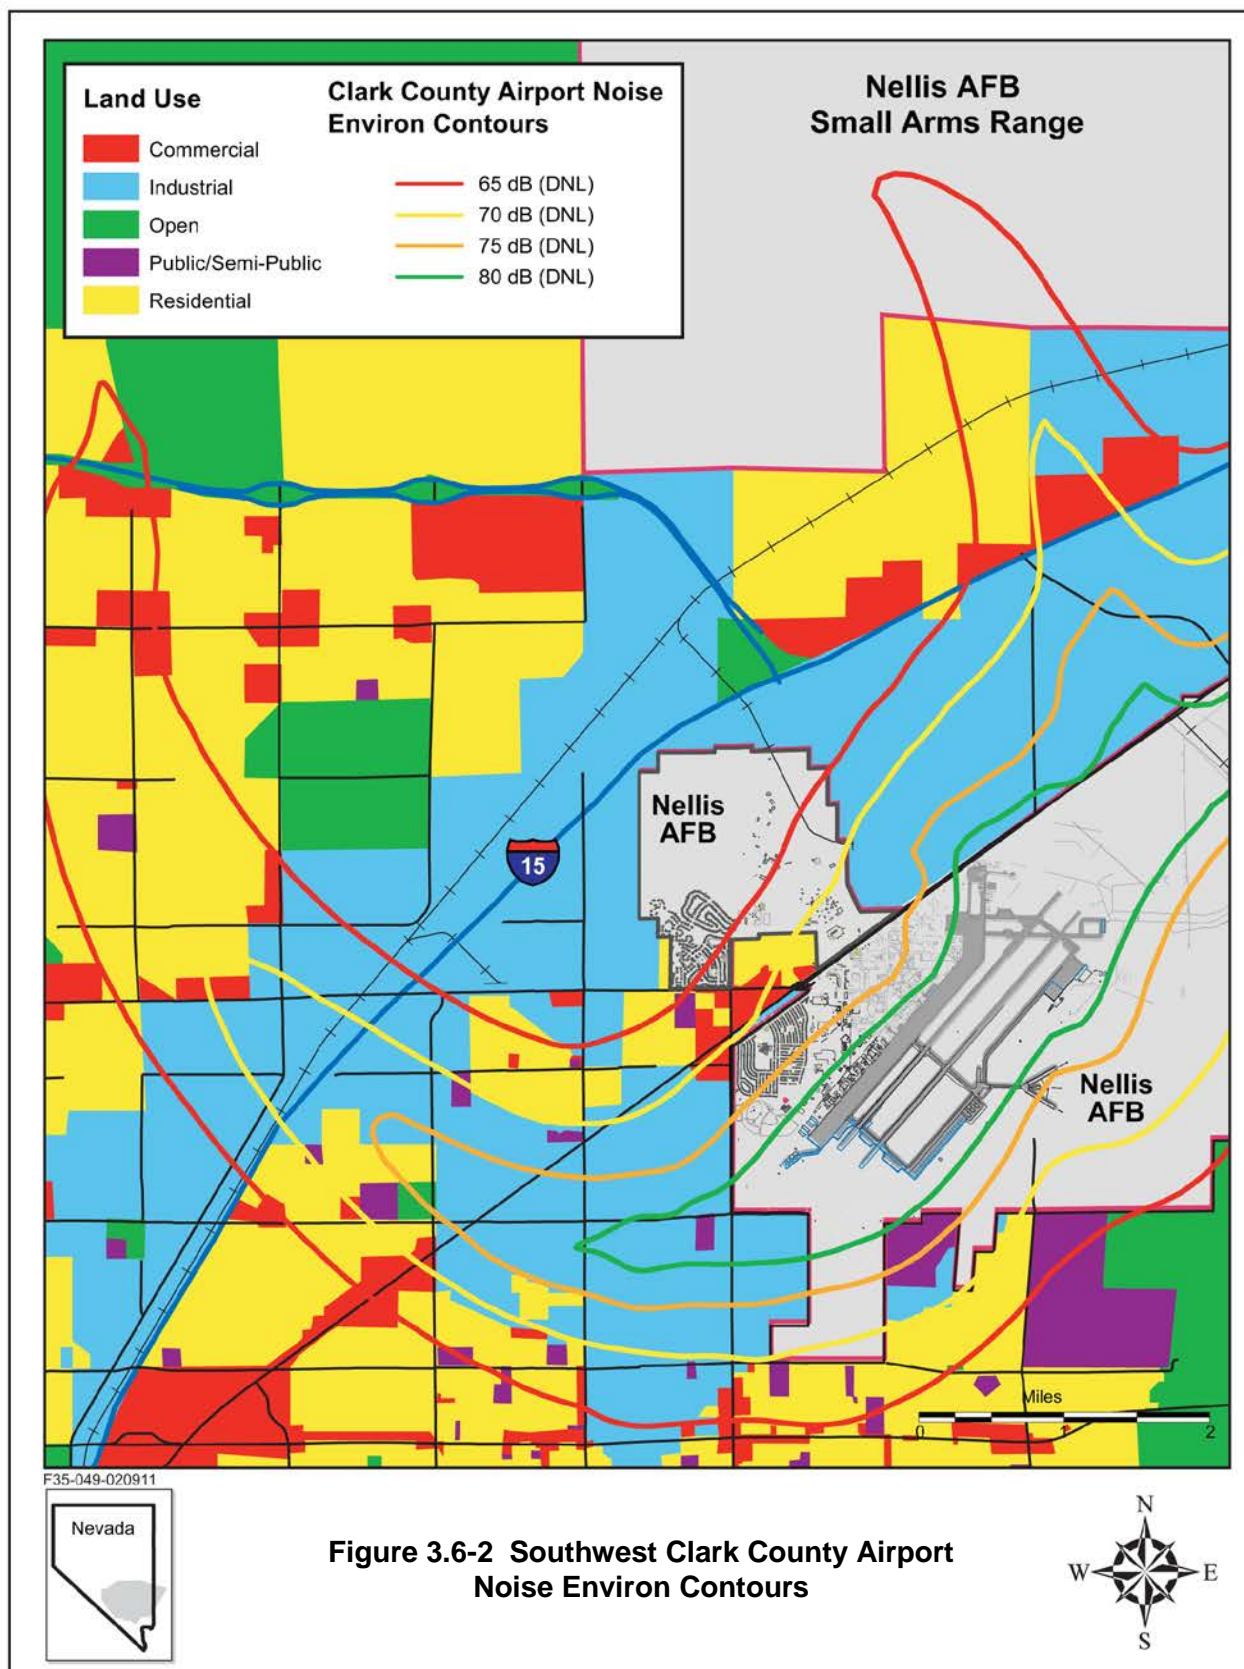 Land Use
Commercial
Industrial
Open
Public/Semi-Public
Residential
Clark County Airport Noise
Environ Contours
65 dB (DNL)
70 dB (DNL)
75 dB (DNL)
80 dB (DNL)
Nellis AFB
Small Arms Range
Nellis
AFB
15
Nellis
AFB
Miles
0 1 2
F35-049-020911
Nevada
Figure 3.6-2 Southwest Clark County Airport
Noise Environ Contours
N
W E
S